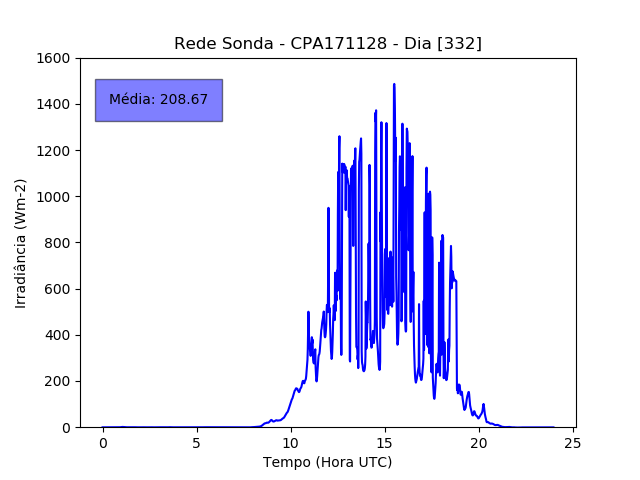 Rede Sonda - CPA171128 - Dia [332]
Média: 208.67
Irradiância (Wm-2)
1600
1400
1200
1000
800
600
400
200
0
0 5 10 15 20 25
Tempo (Hora UTC)